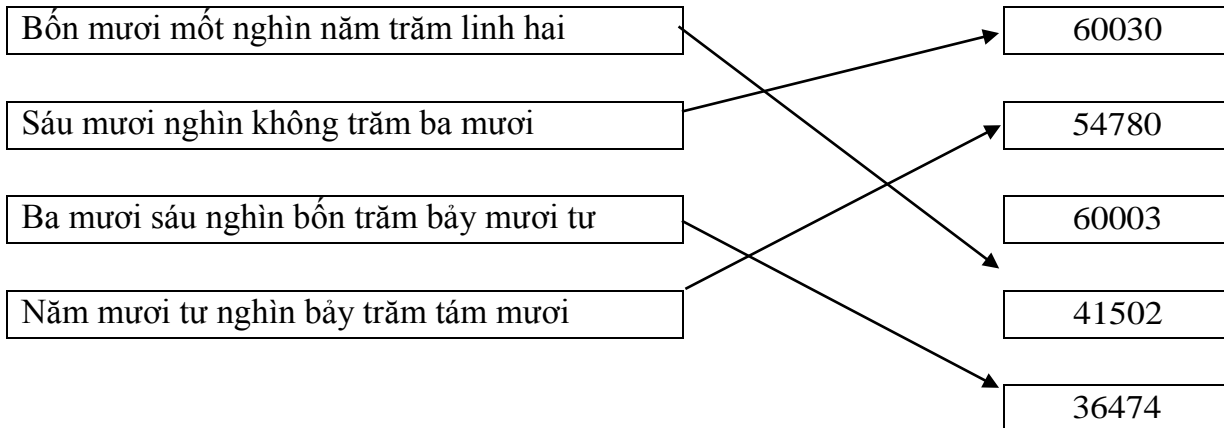 Bốn mươi mốt nghìn năm trăm linh hai
60030
Sáu mươi nghìn không trăm ba mươi
54780
Ba mươi sáu nghìn bốn trăm bảy mươi tư
60003
Năm mươi tư nghìn bảy trăm tám mươi
41502
36474